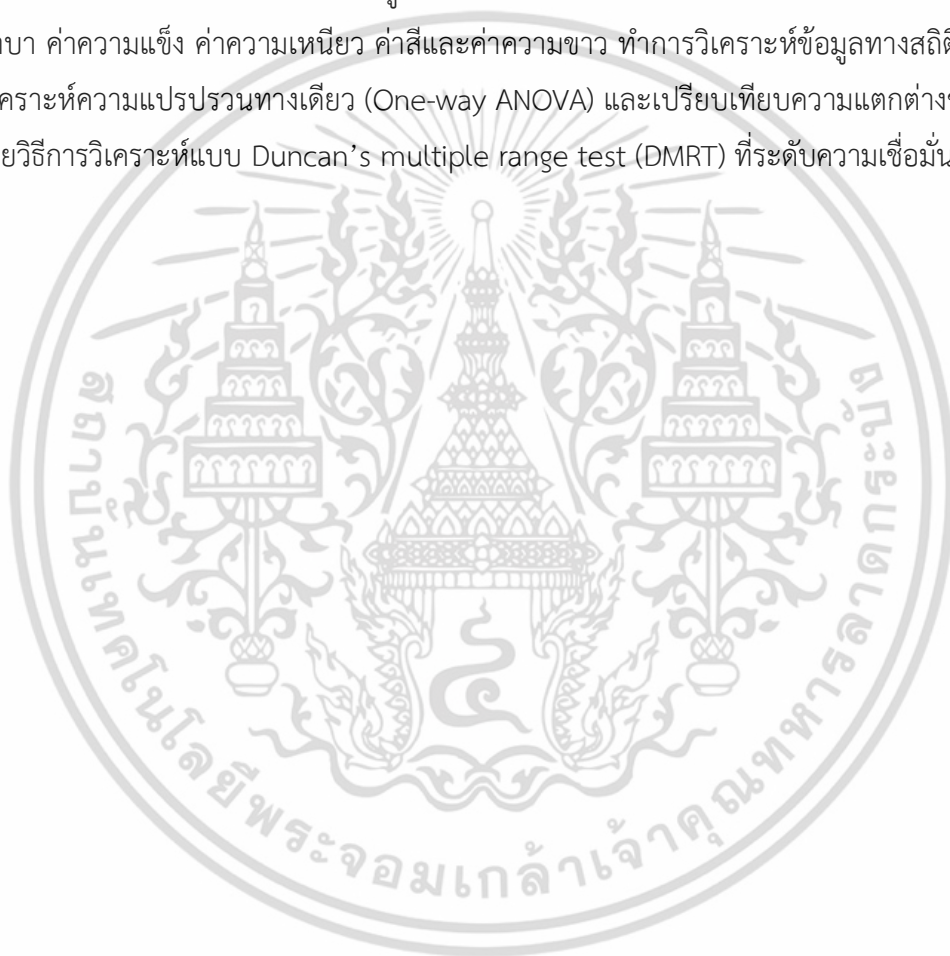 บา ค่าความแข็ง ค่าความเหนียว ค่าสีและค่าความขาว ทำการวิเคราะห์ข้อมูลทางสถิติ
เคราะห์ความแปรปรวนทางเดียว (One-way ANOVA) และเปรียบเทียบความแตกต่าง
ยวิธีการวิเคราะห์แบบ Duncan’s multiple range test (DMRT) ที่ระดับความเชื่อมั่น
สถาบันเทคโนโลยีพระจอมเกล้าเจ้าคุณทหารลาดกระบัง